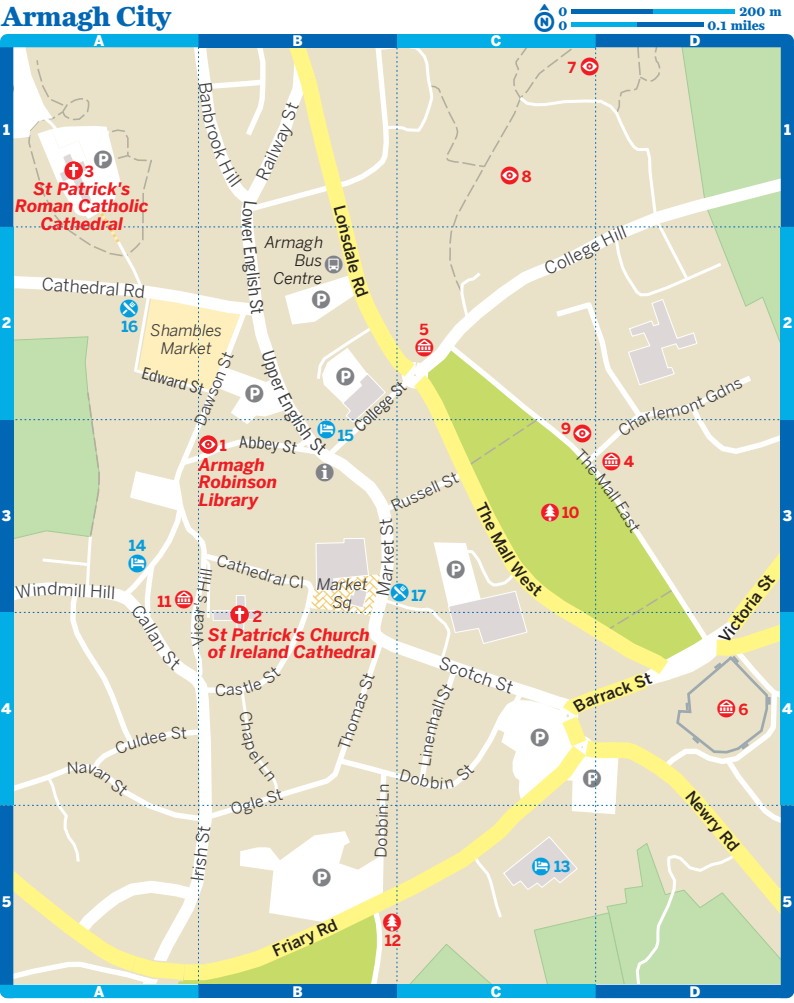 Armagh City
N
0 200 m
0 0.1 miles
A B C D
1 1
2 2
3 3
4 4
5 5
A B C D
7
8
P
3
St Patrick's
Roman Catholic
Cathedral
Banbrook Hill
Railway St
Lonsdale Rd
Lower English St
Armagh
Bus
Centre
P
College Hill
Cathedral Rd
16
Shambles
Market
5
Edward St
Dawson St
P
P
Upper English St
College St
15
Charlemont Gdns
9
4
1
Armagh
Robinson
Library
Abbey St
i
Russell St
The Mall East
10
The Mall West
Market St
14
Cathedral Cl
Market
Sq
P
17
Windmill Hill
11
Vicar's Hill
2
St Patrick's Church
of Ireland Cathedral
Callan St
Victoria St
Scotch St
Castle St
Barrack St
6
Thomas St
Linenhall St
Chapel Ln
Culdee St
P
Navan St
Dobbin St
P
Ogle St
Dobbin Ln
Newry Rd
Irish St
P
13
Friary Rd
12